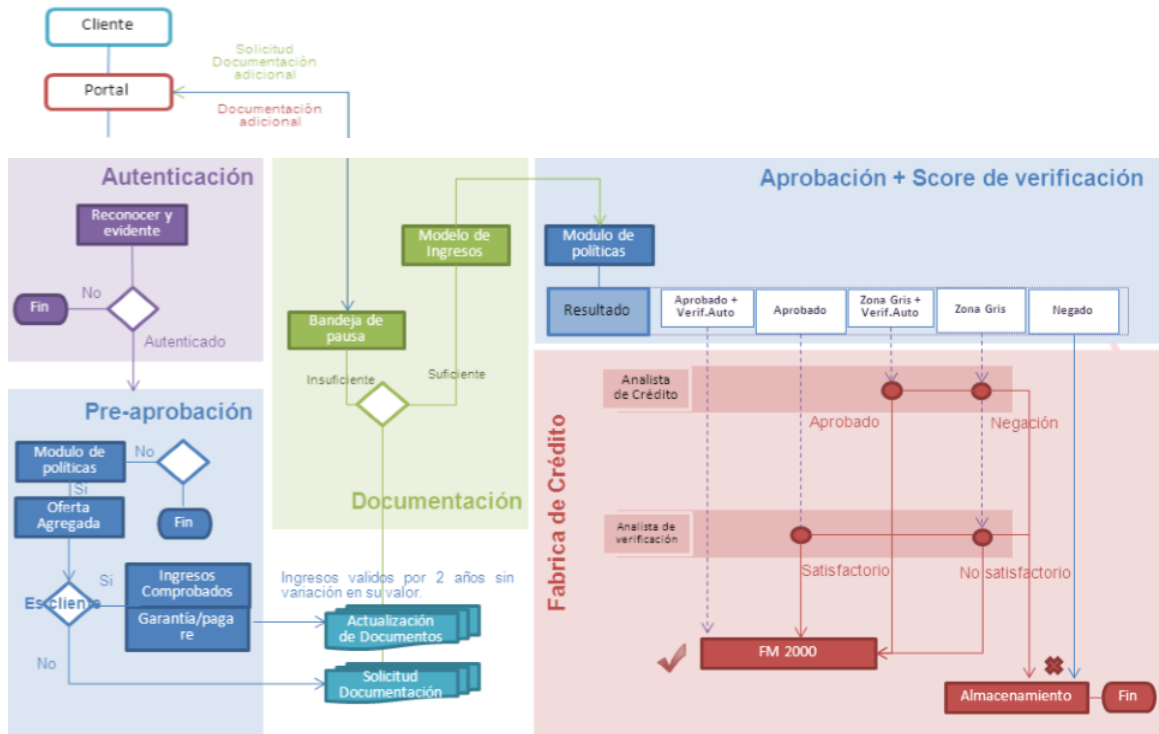 Cliente
Solicitud
Documentación
adicional
Portal
Documentación
adicional
Autenticación
Reconocer y
evidente
No
Fin
Autenticado
Pre-aprobación
Modulo de
políticas
No
Si
Oferta
Agregada
Fin
Si
Es cliente
Ingresos
Comprobados
Garantía/paga
re
No
Modelo de
Ingresos
Bandeja de
pausa
Insuficiente
Suficiente
Documentación
Ingresos validos por 2 años sin
variación en su valor.
Actualización
de Documentos
Solicitud
Documentación
Aprobación + Score de verificación
Modulo de
políticas
Resultado
Aprobado +
Verif.Auto
Aprobado
Zona Gris +
Verif.Auto
Zona Gris
Negado
Fabrica de Crédito
Analista
de Crédito
Aprobado
Negación
Analista de
verificación
Satisfactorio
No satisfactorio
FM 2000
Almacenamiento
Fin